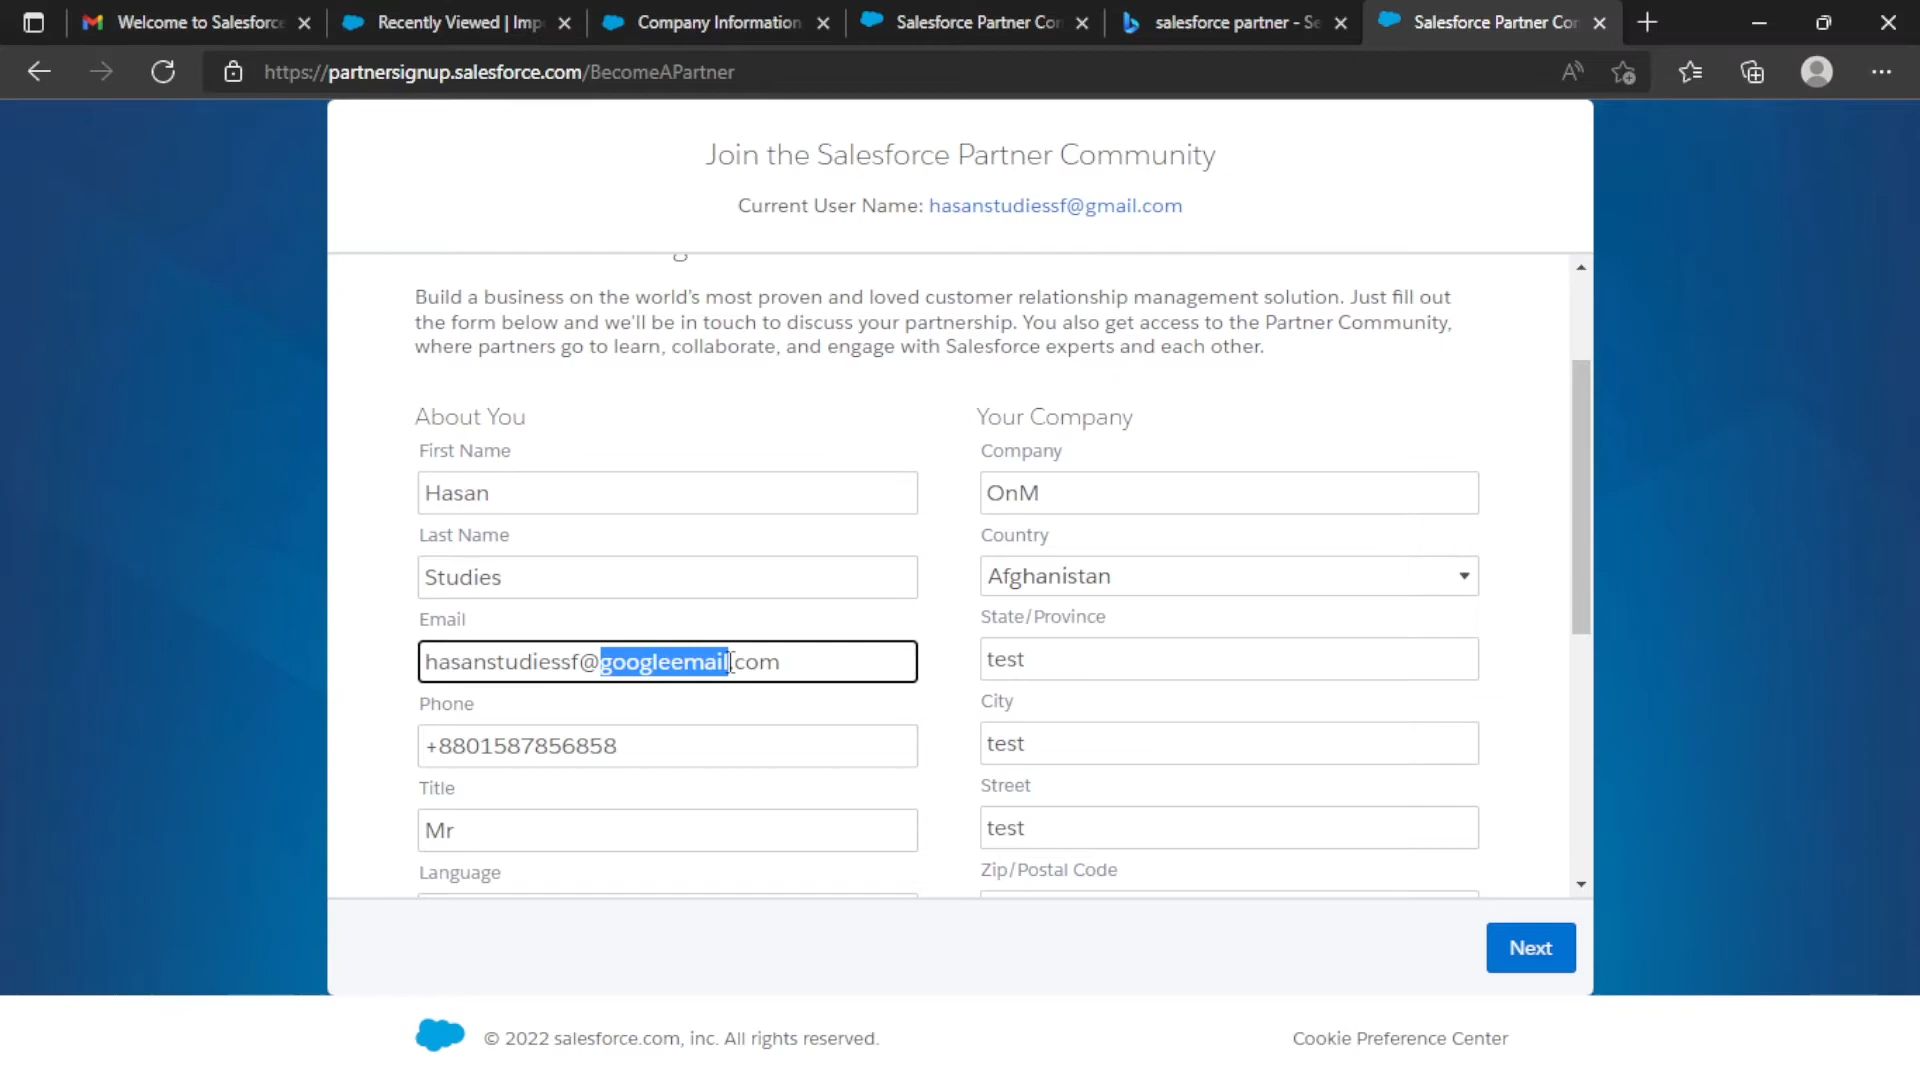 Welcome to Salesforce
Recently Viewed | Imp
Company Information
Salesforce Partner Con
salesforce partner - Se
Salesforce Partner Con
https://partnersignup.salesforce.com/BecomeAPartner
Join the Salesforce Partner Community
Current User Name: hasanstudiessf@gmail.com
Build a business on the world's most proven and loved customer relationship management solution. Just fill out
the form below and we'll be in touch to discuss your partnership. You also get access to the Partner Community,
where partners go to learn, collaborate, and engage with Salesforce experts and each other.
About You
First Name
Hasan
Last Name
Studies
Email
hasanstudiessf@googleemail.com
Phone
+8801587856858
Title
Mr
Language
Your Company
Company
OnM
Country
Afghanistan
State/Province
test
City
test
Street
test
Zip/Postal Code
Next
© 2022 salesforce.com, inc. All rights reserved.
Cookie Preference Center